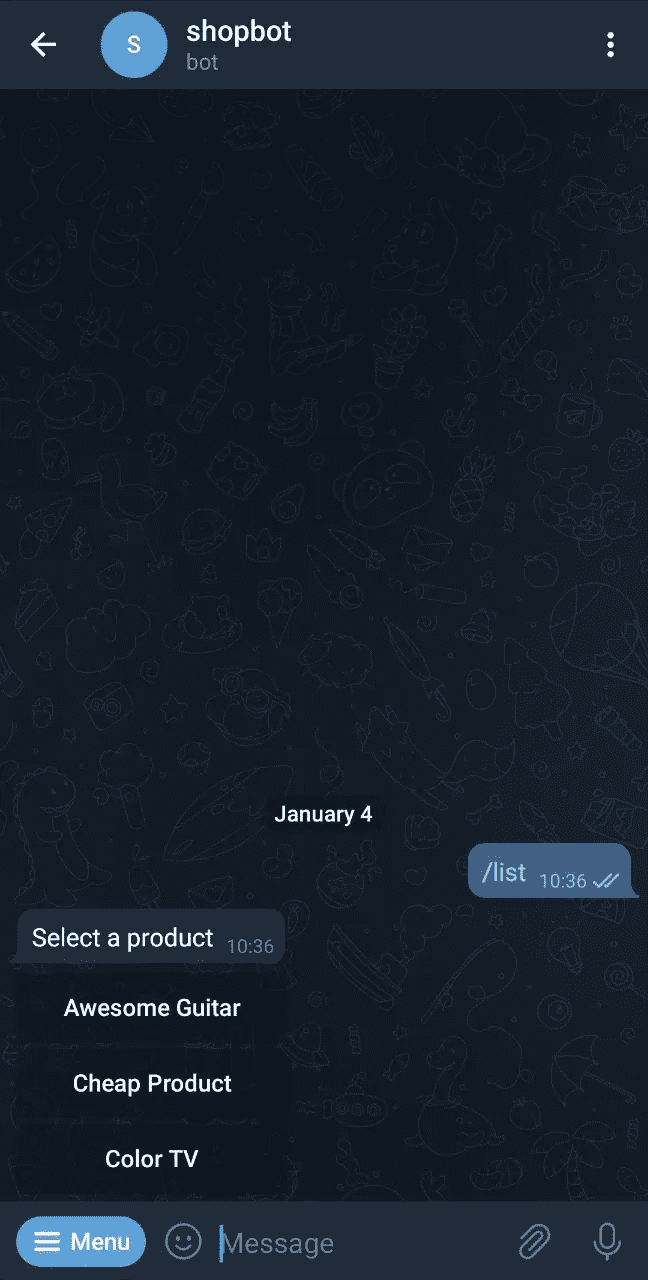 S
shopbot
bot
January 4
/list 10:36
Select a product 10:36
Awesome Guitar
Cheap Product
Color TV
Menu
Message